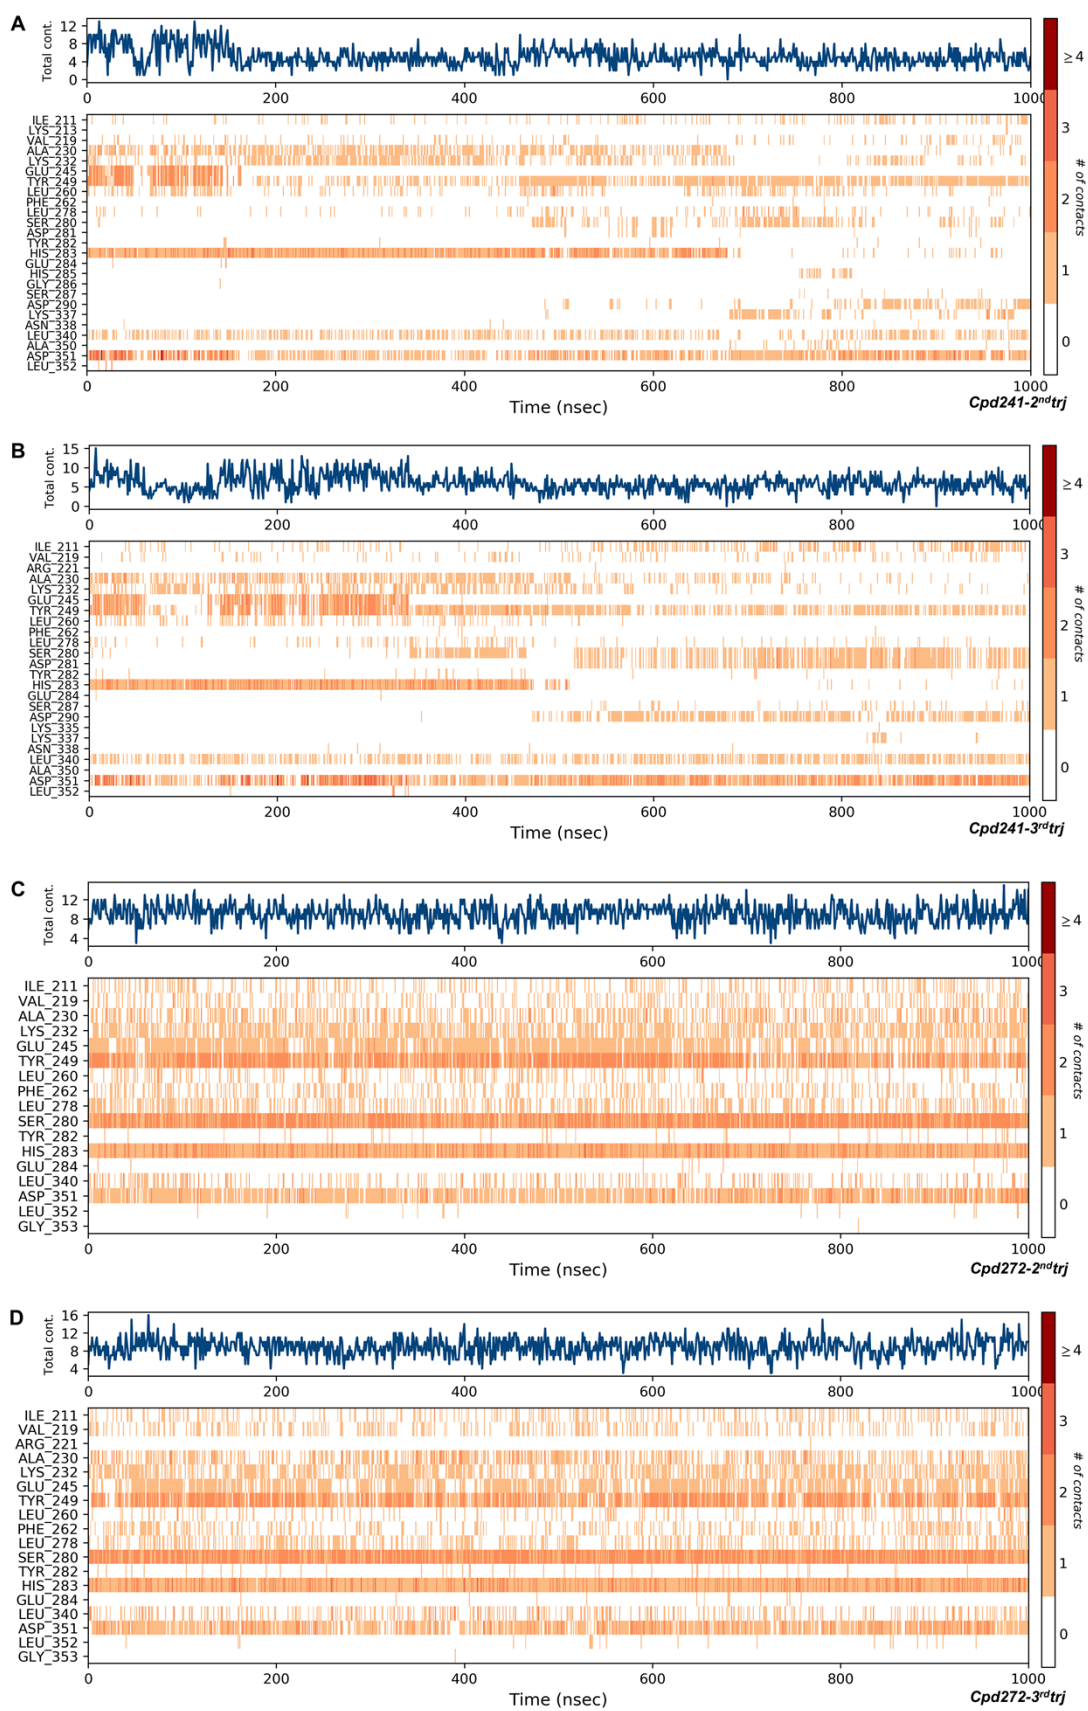 A
Total cont.
12
8
4
0
0 200 400 600 800 1000
ILE_211
LYS_213
VAL_219
ALA_230
LYS_232
GLU_245
TYR_249
LEU_260
PHE_262
LEU_278
SER_280
ASP_281
TYR_282
HIS_283
GLU_284
HIS_285
GLY_286
SER_287
ASP_290
LYS_337
ASN_338
LEU_340
ALA_350
ASP_351
LEU_352
0 200 400 600 800 1000
Time (nsec)
≥4
3
2
1
0
# of contacts
Cpd241-2ndtrj
B
Total cont.
15
10
5
0
0 200 400 600 800 1000
ILE_211
VAL_219
ARG_221
ALA_230
LYS_232
GLU_245
TYR_249
LEU_260
PHE_262
LEU_278
SER_280
ASP_281
TYR_282
HIS_283
GLU_284
SER_287
ASP_290
LYS_335
LYS_337
ASN_338
LEU_340
ALA_350
ASP_351
LEU_352
0 200 400 600 800 1000
Time (nsec)
≥4
3
2
1
0
# of contacts
Cpd241-3rdtrj
C
Total cont.
12
8
4
0 200 400 600 800 1000
ILE_211
VAL_219
ALA_230
LYS_232
GLU_245
TYR_249
LEU_260
PHE_262
LEU_278
SER_280
TYR_282
HIS_283
GLU_284
LEU_340
ASP_351
LEU_352
GLY_353
0 200 400 600 800 1000
Time (nsec)
≥4
3
2
1
0
# of contacts
Cpd272-2ndtrj
D
Total cont.
16
12
8
4
0 200 400 600 800 1000
ILE_211
VAL_219
ARG_221
ALA_230
LYS_232
GLU_245
TYR_249
LEU_260
PHE_262
LEU_278
SER_280
TYR_282
HIS_283
GLU_284
LEU_340
ASP_351
LEU_352
GLY_353
0 200 400 600 800 1000
Time (nsec)
≥4
3
2
1
0
# of contacts
Cpd272-3rdtrj